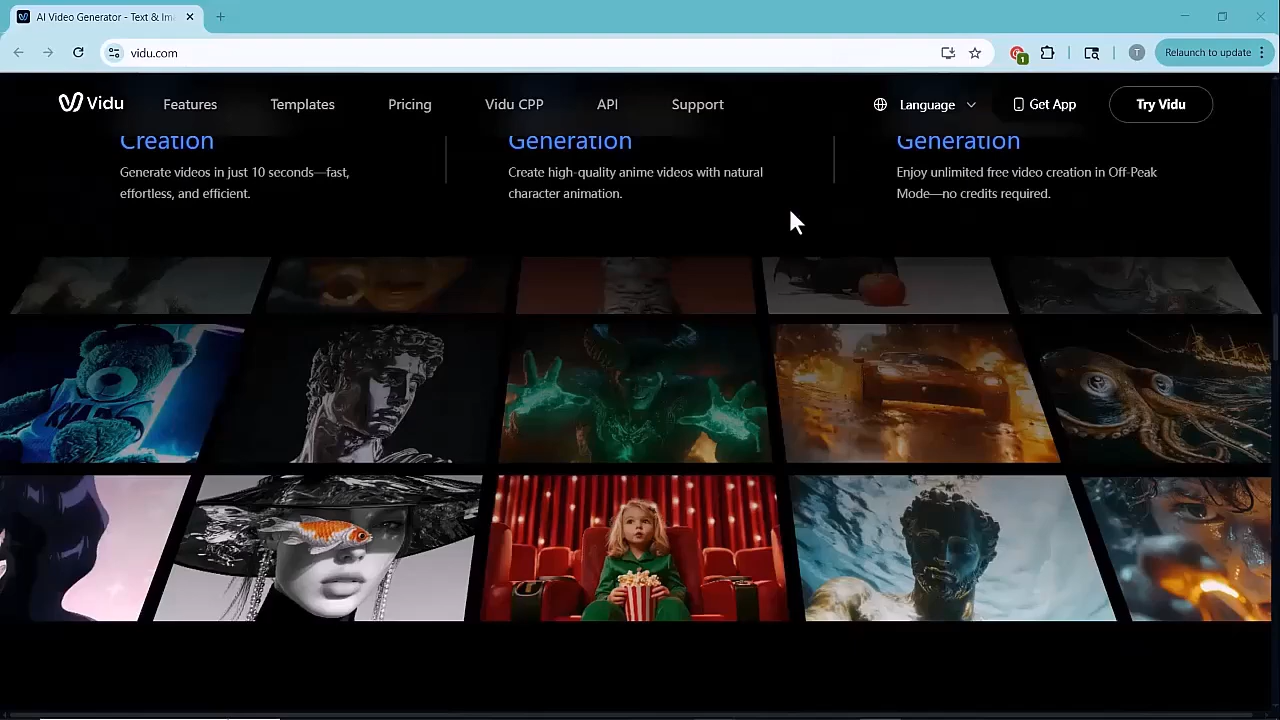 AI Video Generator - Text & Im
vidu.com
1
T
Relaunch to update
Vidu
Features
Templates
Pricing
Vidu CPP
API
Support
Language
Get App
Try Vidu
Creation
Generate videos in just 10 seconds—fast,
effortless, and efficient.
Generation
Create high-quality anime videos with natural
character animation.
Generation
Enjoy unlimited free video creation in Off-Peak
Mode—no credits required.